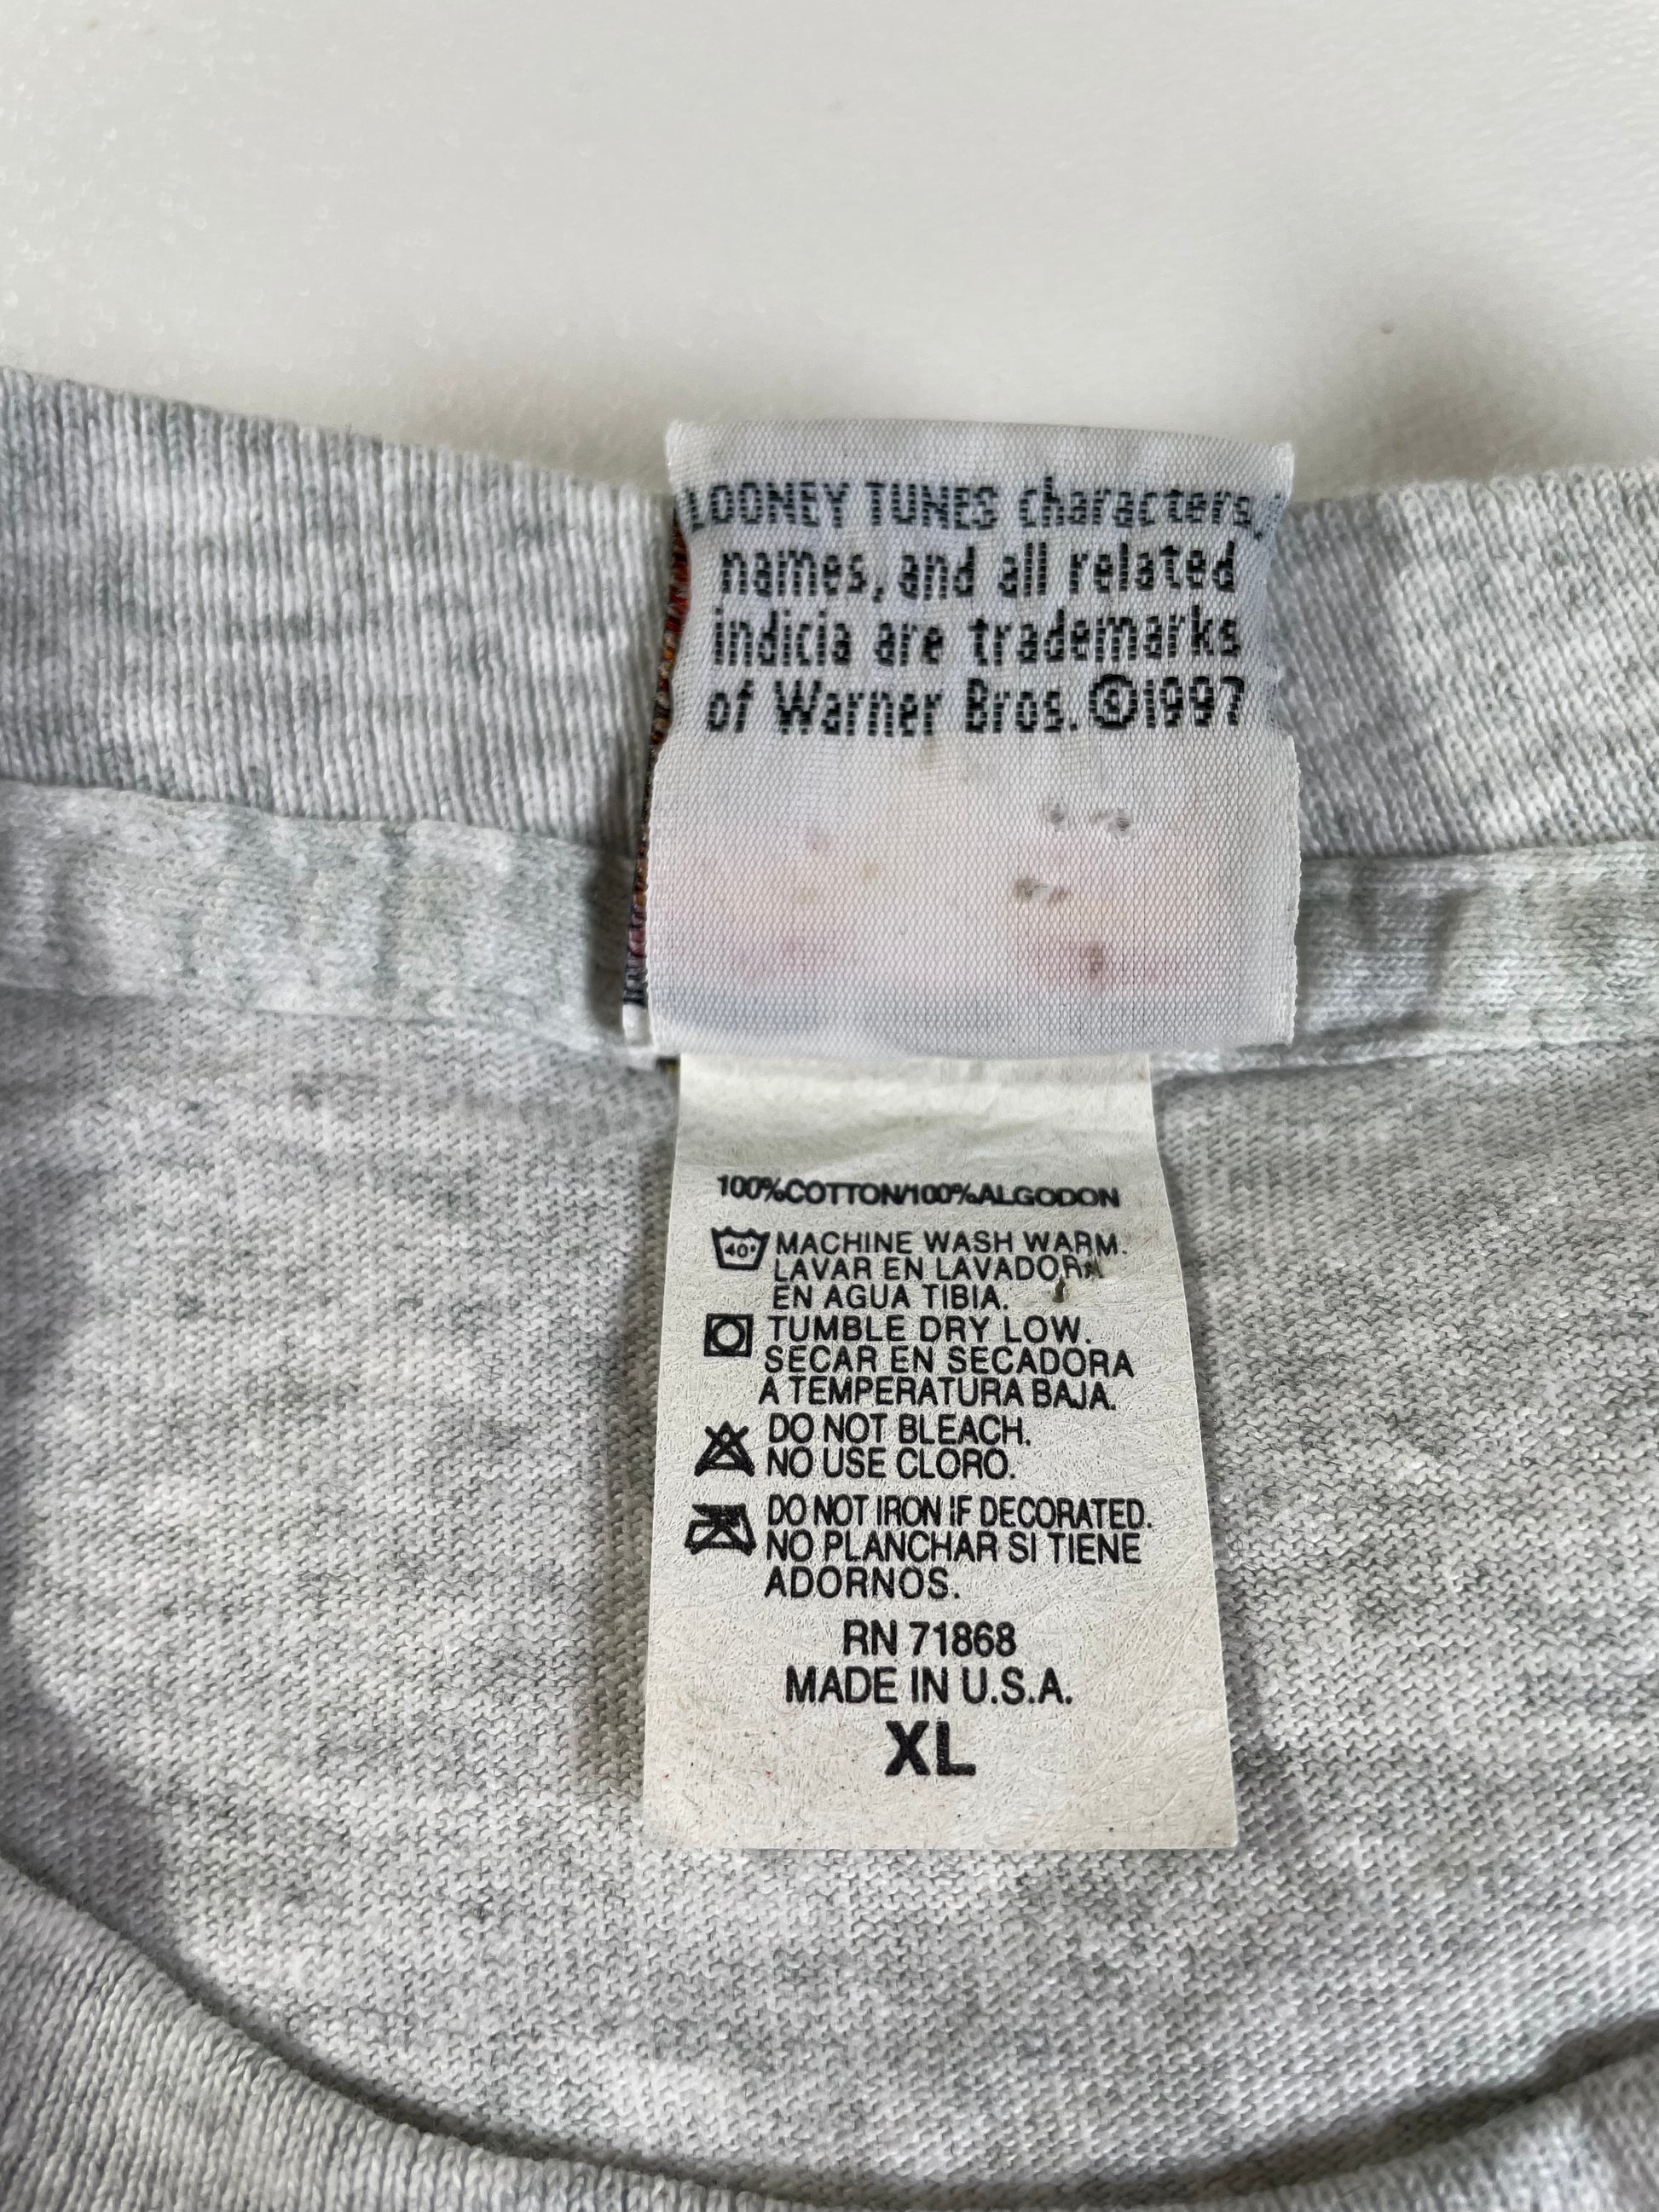 LOONEY TUNES characters,
names, and all related
indicia are trademarks
of Warner Bros. ©1997
100%COTTON/100%ALGODON
40° MACHINE WASH WARM.
LAVAR EN LAVADORA
EN AGUA TIBIA.
TUMBLE DRY LOW.
SECAR EN SECADORA
A TEMPERATURA BAJA.
DO NOT BLEACH.
NO USE CLORO.
DO NOT IRON IF DECORATED.
NO PLANCHAR SI TIENE
ADORNOS.
RN 71868
MADE IN U.S.A.
XL